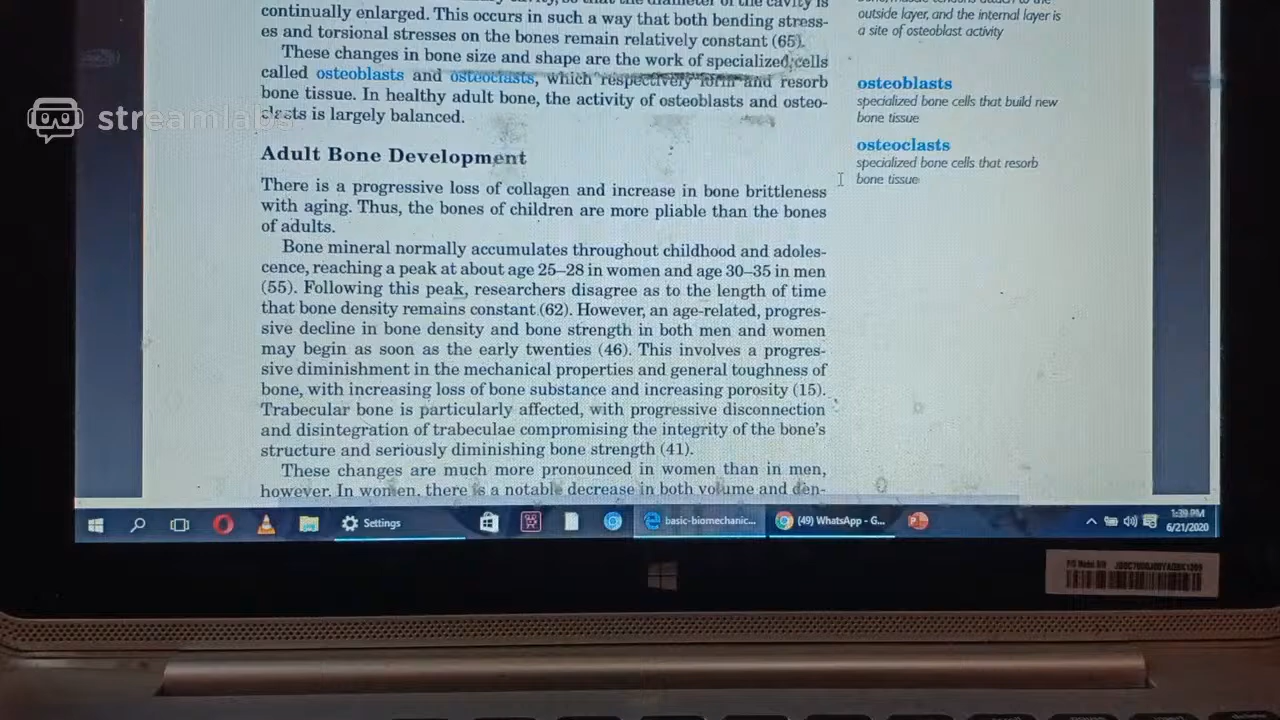 continually enlarged. This occurs in such a way that both bending stress-
es and torsional stresses on the bones remain relatively constant (65).
These changes in bone size and shape are the work of specialized cells
called osteoblasts and osteoclasts, which respectively form and resorb
bone tissue. In healthy adult bone, the activity of osteoblasts and osteo-
clasts is largely balanced.
streamlabs
outside layer, and the internal layer is
a site of osteoblast activity
osteoblasts
specialized bone cells that build new
bone tissue
osteoclasts
specialized bone cells that resorb
bone tissue
Adult Bone Development
There is a progressive loss of collagen and increase in bone brittleness
with aging. Thus, the bones of children are more pliable than the bones
of adults.
Bone mineral normally accumulates throughout childhood and adoles-
cence, reaching a peak at about age 25–28 in women and age 30–35 in men
(55). Following this peak, researchers disagree as to the length of time
that bone density remains constant (62). However, an age-related, progres-
sive decline in bone density and bone strength in both men and women
may begin as soon as the early twenties (46). This involves a progres-
sive diminishment in the mechanical properties and general toughness of
bone, with increasing loss of bone substance and increasing porosity (15).
Trabecular bone is particularly affected, with progressive disconnection
and disintegration of trabeculae compromising the integrity of the bone's
structure and seriously diminishing bone strength (41).
These changes are much more pronounced in women than in men,
however. In women, there is a notable decrease in both volume and den-
Settings
basic-biomechanic...
(49) WhatsApp - G...
1:39 PM
6/21/2020